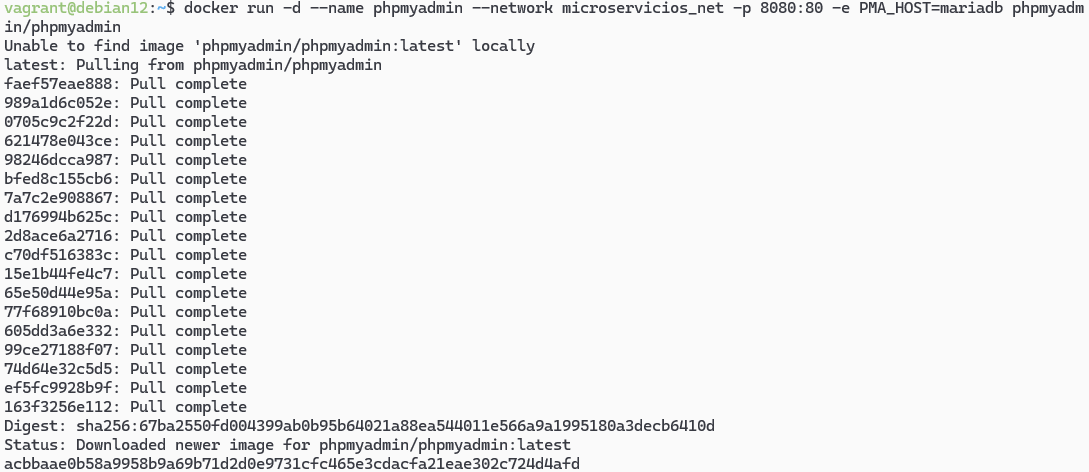 vagrant@debian12:~$ docker run -d --name phpmyadmin --network microservicios_net -p 8080:80 -e PMA_HOST=mariadb phpmyadm
in/phpmyadmin
Unable to find image 'phpmyadmin/phpmyadmin:latest' locally
latest: Pulling from phpmyadmin/phpmyadmin
faef57eae888: Pull complete
989a1d6c052e: Pull complete
0705c9c2f22d: Pull complete
621478e043ce: Pull complete
98246dcca987: Pull complete
bfed8c155cb6: Pull complete
7a7c2e908867: Pull complete
d176994b625c: Pull complete
2d8ace6a2716: Pull complete
c70df516383c: Pull complete
15e1b44fe4c7: Pull complete
65e50d44e95a: Pull complete
77f68910bc0a: Pull complete
605dd3a6e332: Pull complete
99ce27188f07: Pull complete
74d64e32c5d5: Pull complete
ef5fc9928b9f: Pull complete
163f3256e112: Pull complete
Digest: sha256:67ba2550fd004399ab0b95b64021a88ea544011e566a9a1995180a3decb6410d
Status: Downloaded newer image for phpmyadmin/phpmyadmin:latest
acbbaae0b58a9958b9a69b71d2d0e9731cfc465e3cdacfa21eae302c724d4afd